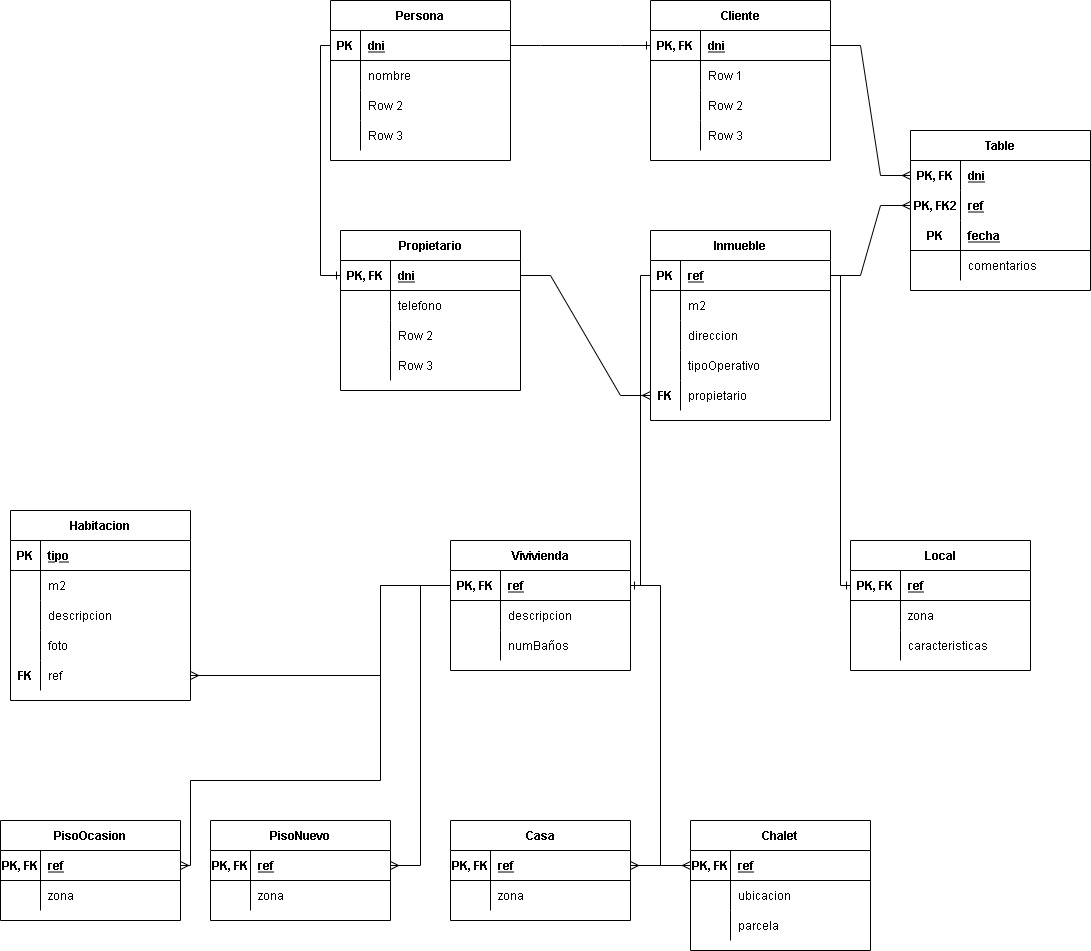 Persona
PK dni
nombre
Row 2
Row 3
Cliente
PK, FK dni
Row 1
Row 2
Row 3
Table
PK, FK dni
PK, FK2 ref
PK fecha
comentarios
Propietario
PK, FK dni
telefono
Row 2
Row 3
Inmueble
PK ref
m2
direccion
tipoOperativo
FK propietario
Habitacion
PK tipo
m2
descripcion
foto
FK ref
Vivivienda
PK, FK ref
descripcion
numBaños
Local
PK, FK ref
zona
caracteristicas
PisoOcasion
PK, FK ref
zona
PisoNuevo
PK, FK ref
zona
Casa
PK, FK ref
zona
Chalet
PK, FK ref
ubicacion
parcela